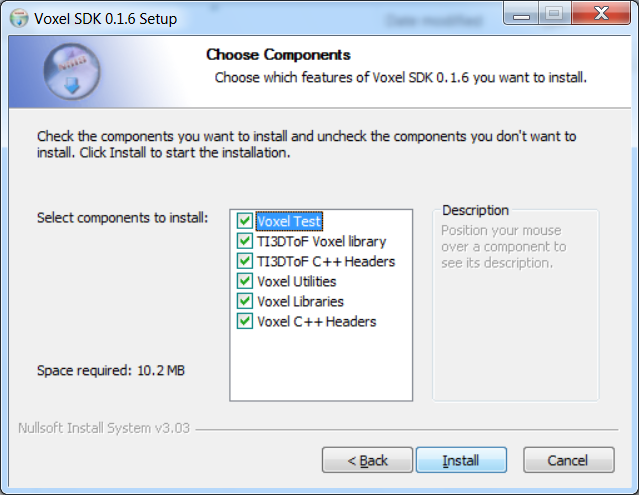 Voxel SDK 0.1.6 Setup
Date modified
Choose Components
Choose which features of Voxel SDK 0.1.6 you want to install.
Check the components you want to install and uncheck the components you don't want to
install. Click Install to start the installation.
Select components to install:
Voxel Test
TI3DToF Voxel library
TI3DToF C++ Headers
Voxel Utilities
Voxel Libraries
Voxel C++ Headers
Description
Position your mouse
over a component to
see its description.
Space required: 10.2 MB
Nullsoft Install System v3.03
< Back
Install
Cancel